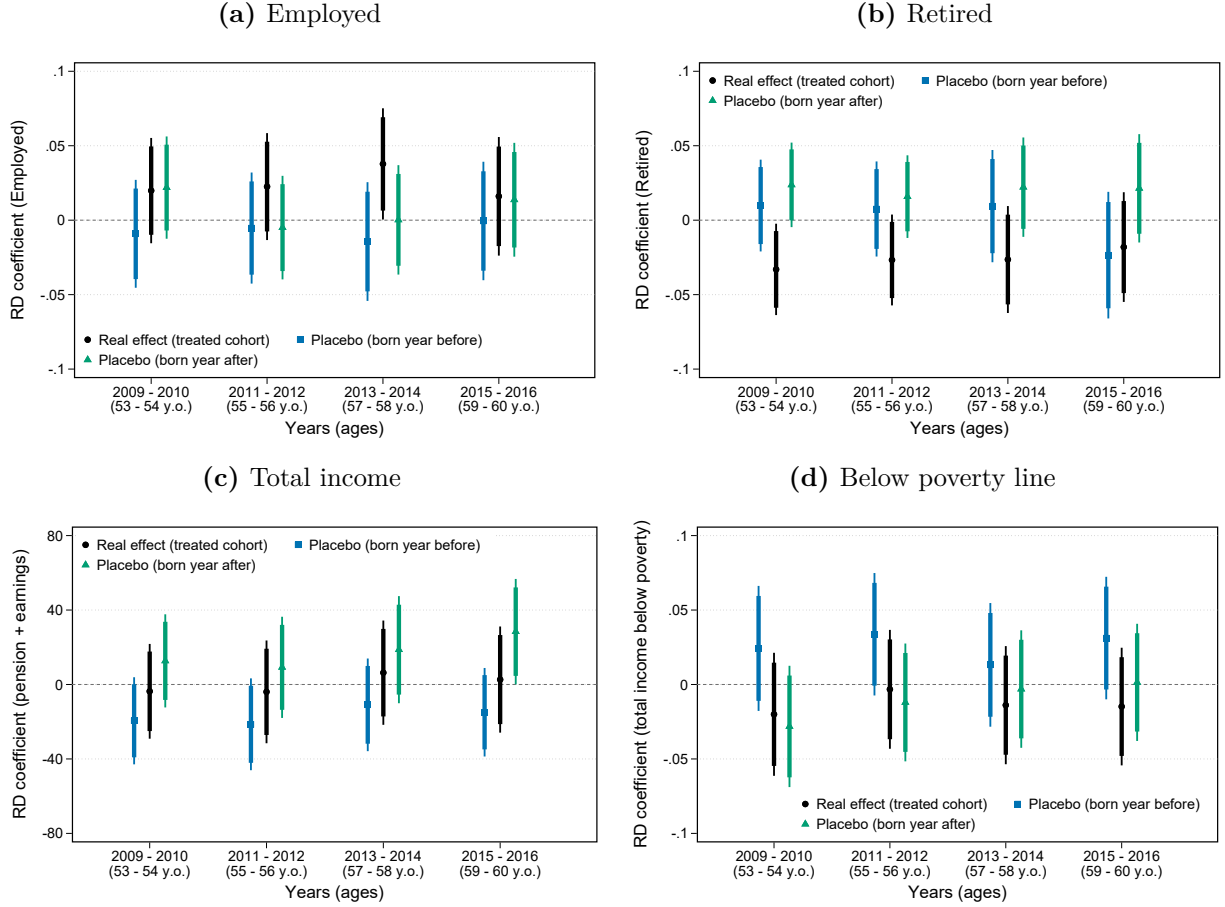 (a) Employed
RD coefficient (Employed)
.1
.05
0
-.05
-.1
Real effect (treated cohort)
Placebo (born year before)
Placebo (born year after)
2009 - 2010
(53 - 54 y.o.)
2011 - 2012
(55 - 56 y.o.)
2013 - 2014
(57 - 58 y.o.)
2015 - 2016
(59 - 60 y.o.)
Years (ages)
(b) Retired
RD coefficient (Retired)
.1
.05
0
-.05
-.1
Real effect (treated cohort)
Placebo (born year before)
Placebo (born year after)
2009 - 2010
(53 - 54 y.o.)
2011 - 2012
(55 - 56 y.o.)
2013 - 2014
(57 - 58 y.o.)
2015 - 2016
(59 - 60 y.o.)
Years (ages)
(c) Total income
RD coefficient (pension + earnings)
80
40
0
-40
-80
Real effect (treated cohort)
Placebo (born year before)
Placebo (born year after)
2009 - 2010
(53 - 54 y.o.)
2011 - 2012
(55 - 56 y.o.)
2013 - 2014
(57 - 58 y.o.)
2015 - 2016
(59 - 60 y.o.)
Years (ages)
(d) Below poverty line
RD coefficient (total income below poverty)
.1
.05
0
-.05
-.1
Real effect (treated cohort)
Placebo (born year before)
Placebo (born year after)
2009 - 2010
(53 - 54 y.o.)
2011 - 2012
(55 - 56 y.o.)
2013 - 2014
(57 - 58 y.o.)
2015 - 2016
(59 - 60 y.o.)
Years (ages)